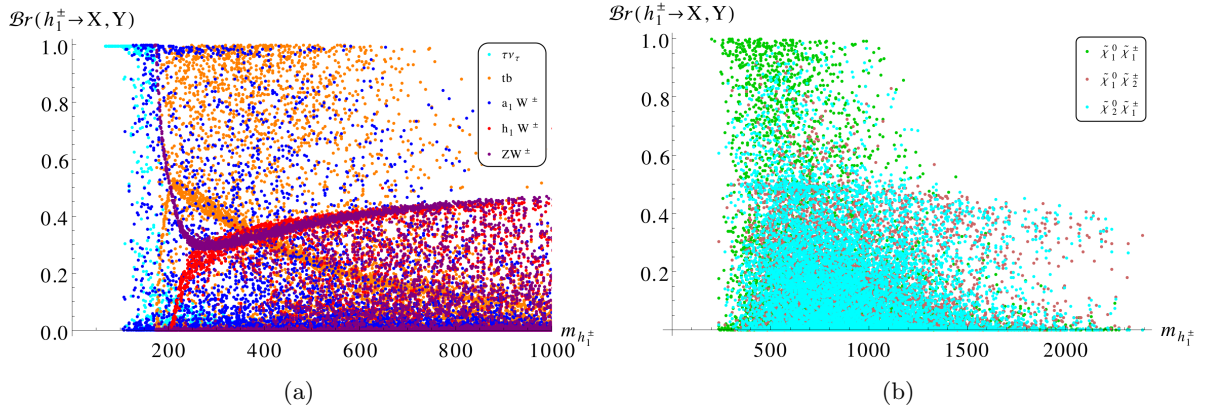 ℬr(h₁± → X, Y)
1.0
0.8
0.6
0.4
0.2
0.0
200
400
600
800
1000
m_{h₁±}
τν_τ
tb
a₁ W±
h₁ W±
ZW±
(a)
ℬr(h₁± → X, Y)
1.0
0.8
0.6
0.4
0.2
500
1000
1500
2000
m_{h₁±}
χ̃₁⁰ χ̃₁±
χ̃₁⁰ χ̃₂±
χ̃₂⁰ χ̃₁±
(b)